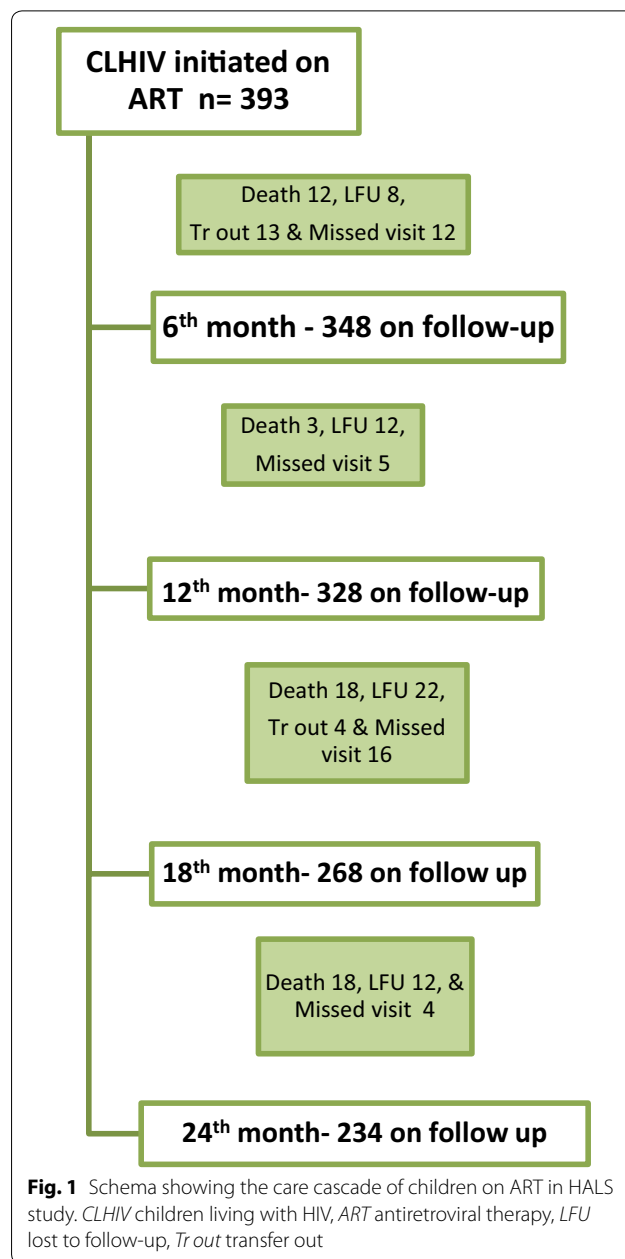 CLHIV initiated on
ART n= 393
Death 12, LFU 8,
Tr out 13 & Missed visit 12
6th month - 348 on follow-up
Death 3, LFU 12,
Missed visit 5
12th month- 328 on follow-up
Death 18, LFU 22,
Tr out 4 & Missed
visit 16
18th month- 268 on follow up
Death 18, LFU 12, &
Missed visit 4
24th month- 234 on follow up
Fig. 1 Schema showing the care cascade of children on ART in HALS
study. CLHIV children living with HIV, ART antiretroviral therapy, LFU
lost to follow-up, Tr out transfer out